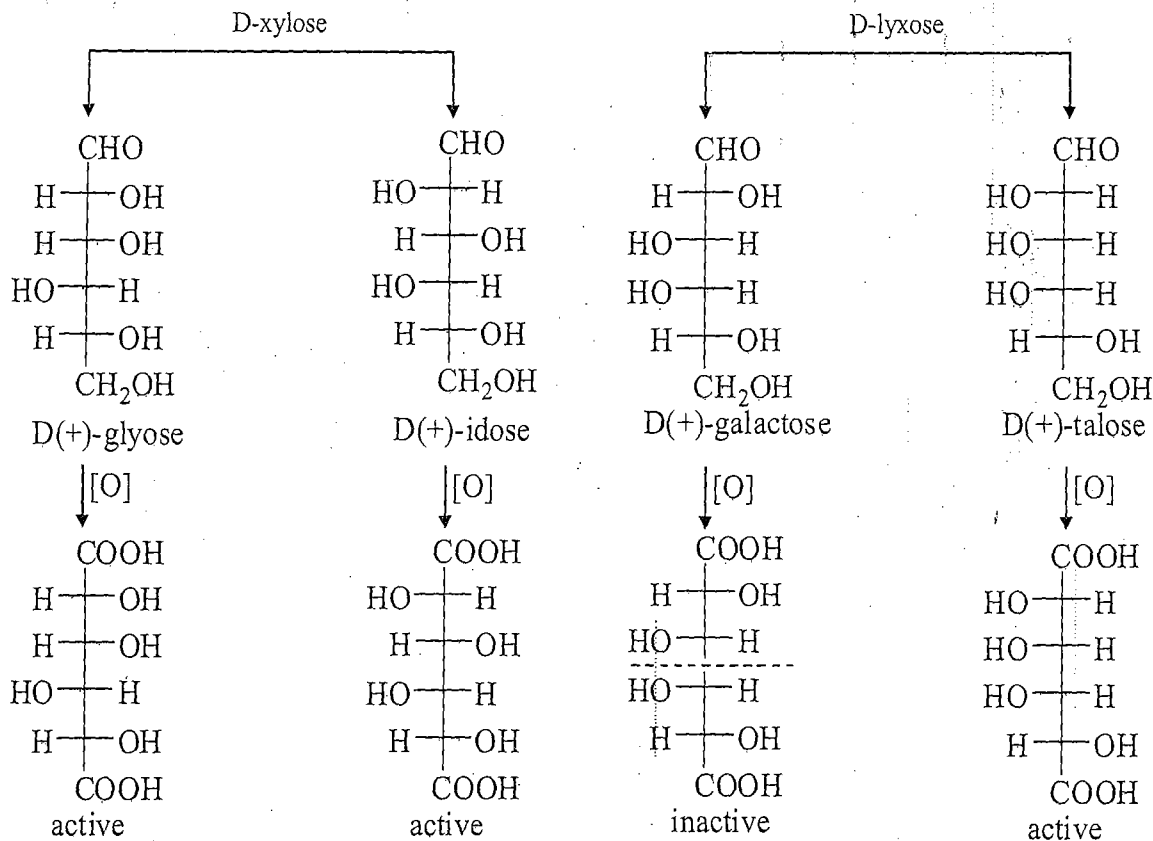 D-xylose D-lyxose
CHO CHO CHO CHO
H OH HO H H OH HO H
H OH H OH HO H HO H
HO H HO H HO H HO H
H OH H OH H OH H OH
CH₂OH CH₂OH CH₂OH CH₂OH
D(+)-glyose D(+)-idose D(+)-galactose D(+)-talose
[O] [O] [O] [O]
COOH COOH COOH COOH
H OH HO H H OH HO H
H OH H OH HO H HO H
HO H HO H HO H HO H
H OH H OH H OH H OH
COOH COOH COOH COOH
active active inactive active